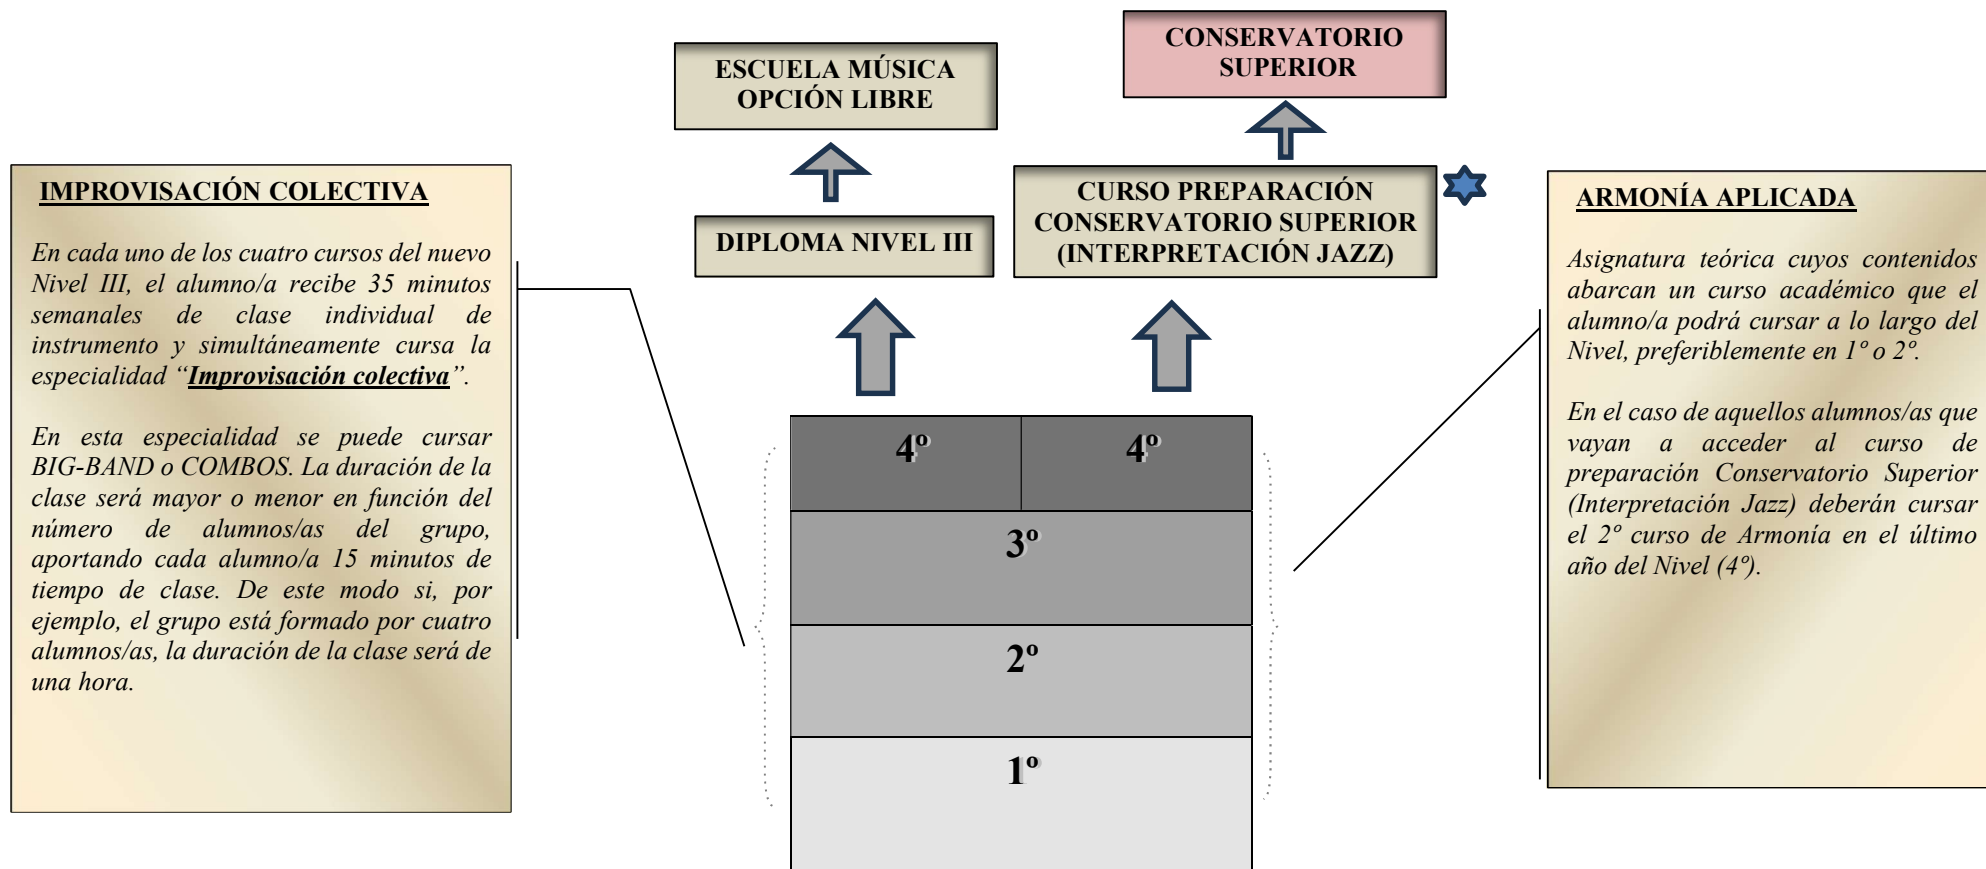 CONSERVATORIO
SUPERIOR
ESCUELA MÚSICA
OPCIÓN LIBRE
CURSO PREPARACIÓN
CONSERVATORIO SUPERIOR
(INTERPRETACIÓN JAZZ)
DIPLOMA NIVEL III
IMPROVISACIÓN COLECTIVA
En cada uno de los cuatro cursos del nuevo
Nivel III, el alumno/a recibe 35 minutos
semanales de clase individual de
instrumento y simultáneamente cursa la
especialidad “Improvisación colectiva”.
En esta especialidad se puede cursar
BIG-BAND o COMBOS. La duración de la
clase será mayor o menor en función del
número de alumnos/as del grupo,
aportando cada alumno/a 15 minutos de
tiempo de clase. De este modo si, por
ejemplo, el grupo está formado por cuatro
alumnos/as, la duración de la clase será de
una hora.
4º
4º
3º
2º
1º
ARMONÍA APLICADA
Asignatura teórica cuyos contenidos
abarcan un curso académico que el
alumno/a podrá cursar a lo largo del
Nivel, preferiblemente en 1º o 2º.
En el caso de aquellos alumnos/as que
vayan a acceder al curso de
preparación Conservatorio Superior
(Interpretación Jazz) deberán cursar
el 2º curso de Armonía en el último
año del Nivel (4º).